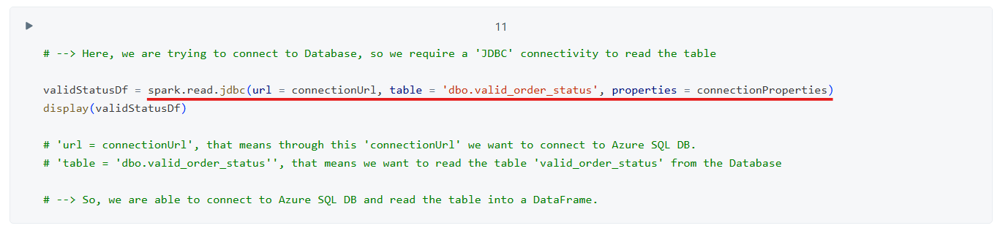 11
# --> Here, we are trying to connect to Database, so we require a 'JDBC' connectivity to read the table
validStatusDf = spark.read.jdbc(url = connectionUrl, table = 'dbo.valid_order_status', properties = connectionProperties)
display(validStatusDf)
# 'url = connectionUrl', that means through this 'connectionUrl' we want to connect to Azure SQL DB.
# 'table = 'dbo.valid_order_status'', that means we want to read the table 'valid_order_status' from the Database
# --> So, we are able to connect to Azure SQL DB and read the table into a DataFrame.